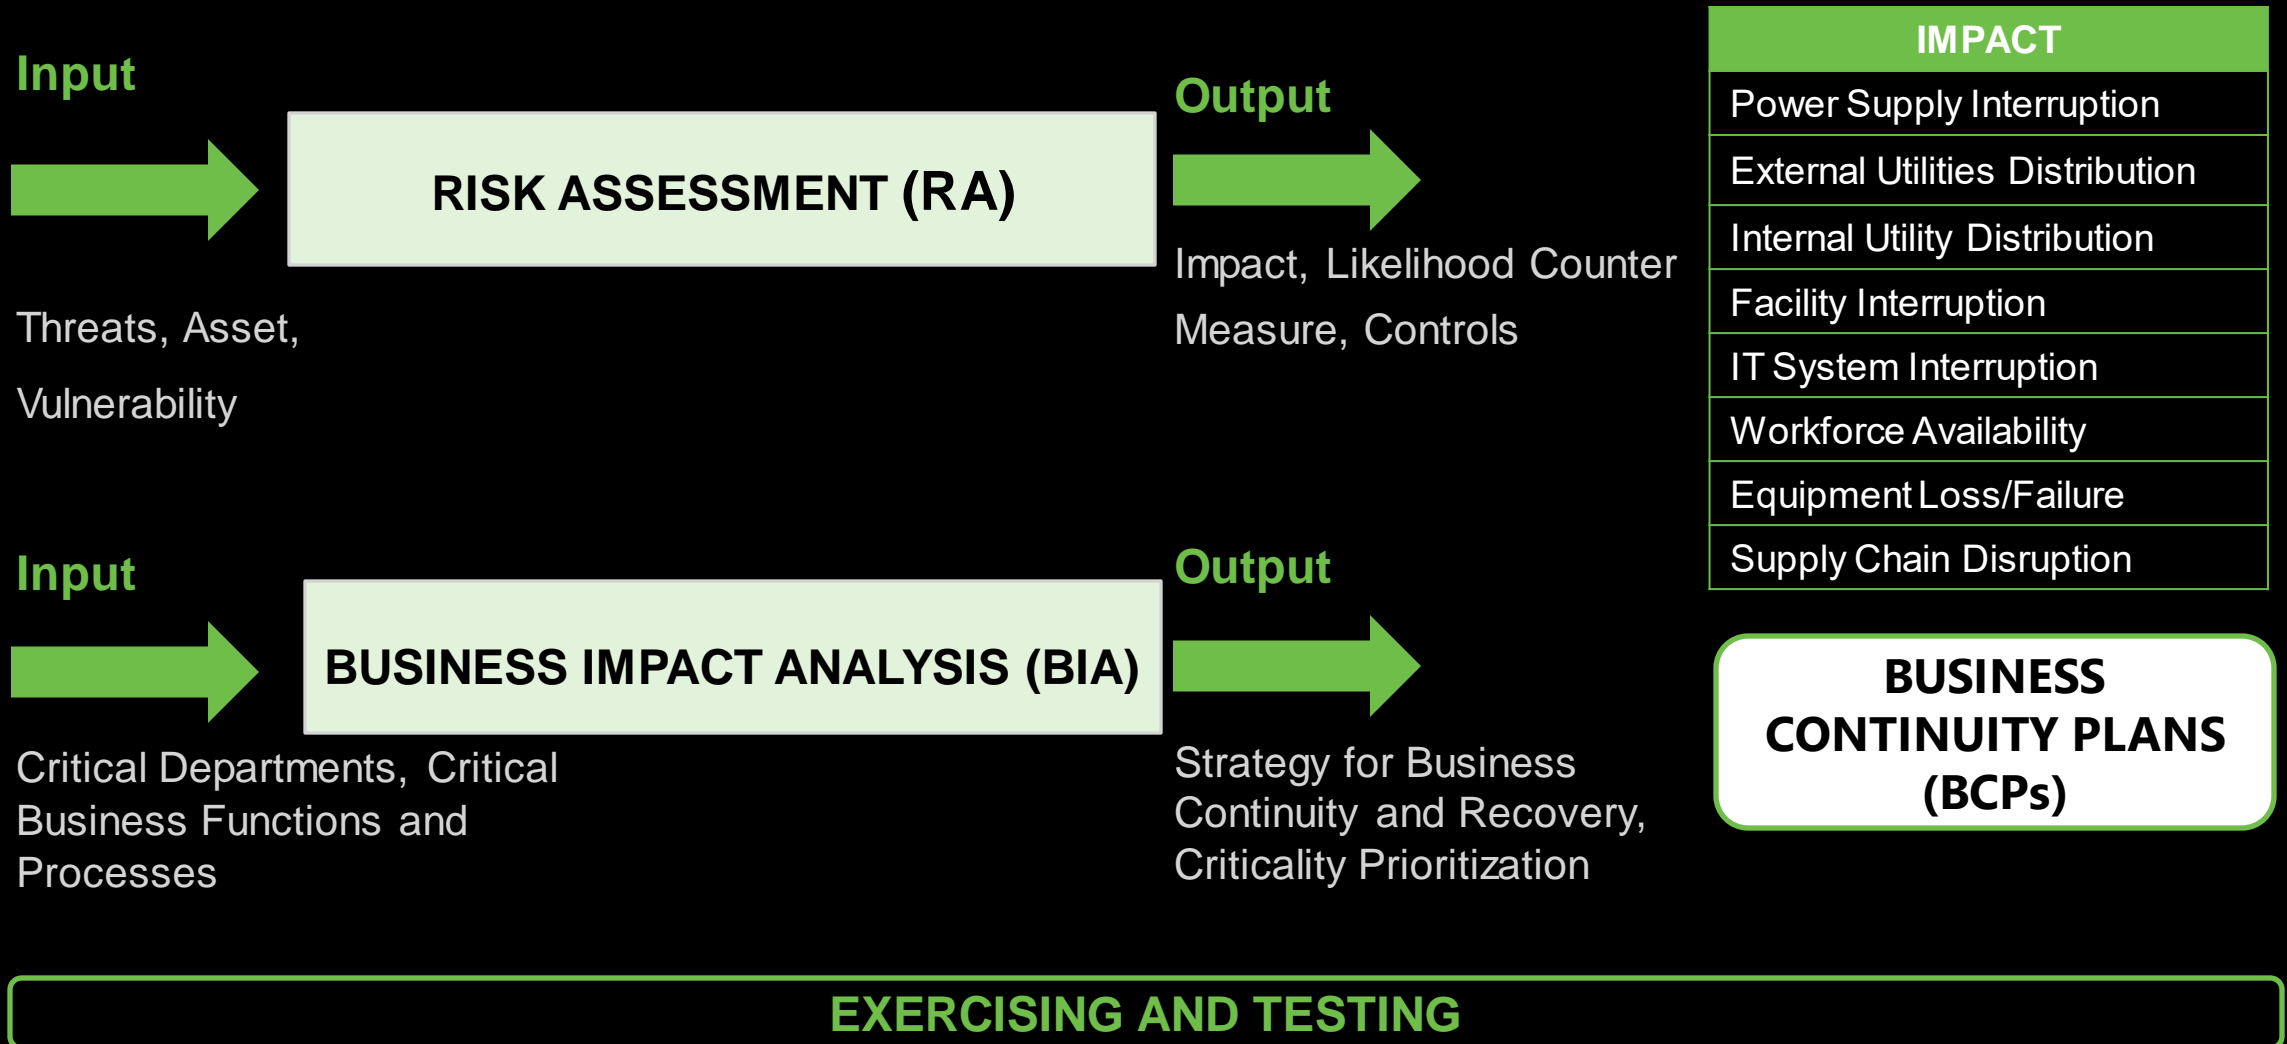 Input
RISK ASSESSMENT (RA)
Output
Threats, Asset,
Vulnerability
Impact, Likelihood Counter
Measure, Controls
IMPACT
Power Supply Interruption
External Utilities Distribution
Internal Utility Distribution
Facility Interruption
IT System Interruption
Workforce Availability
Equipment Loss/Failure
Supply Chain Disruption
Input
BUSINESS IMPACT ANALYSIS (BIA)
Output
Critical Departments, Critical
Business Functions and
Processes
Strategy for Business
Continuity and Recovery,
Criticality Prioritization
BUSINESS
CONTINUITY PLANS
(BCPs)
EXERCISING AND TESTING